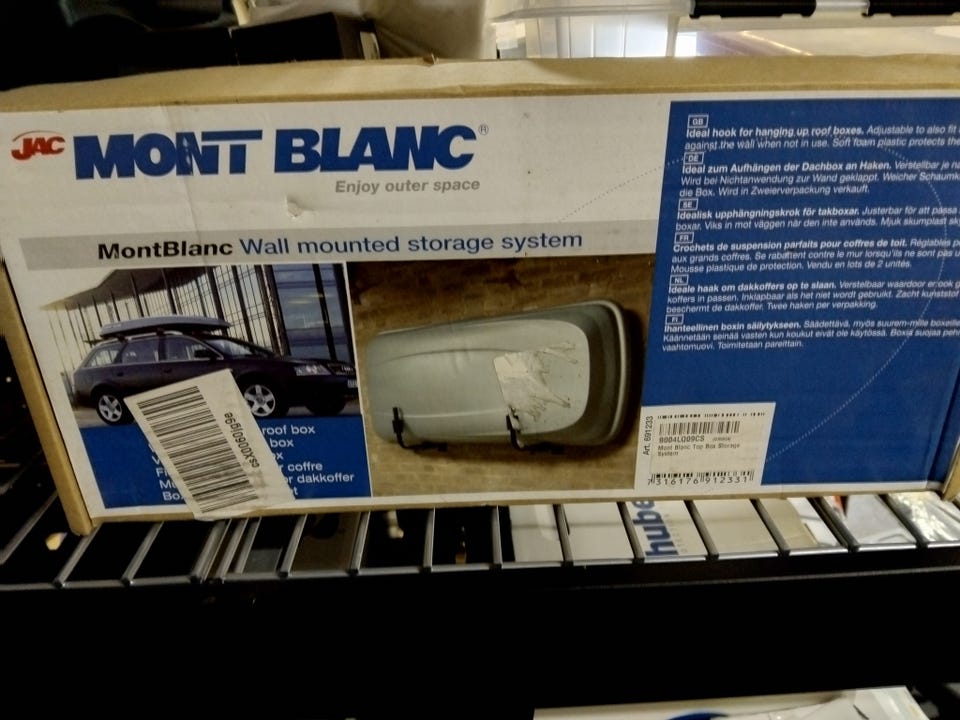 JAC MONT BLANC®
Enjoy outer space
MontBlanc Wall mounted storage system
roof box
box
x
r coffre
r dakkoffer
t
csX0060jg9e
GB
Ideal hook for hanging up roof boxes. Adjustable to also fit
against the wall when not in use. Soft foam plastic protects the
DE
Ideal zum Aufhängen der Dachbox an Haken. Verstellbar je
Wird bei Nichtanwendung zur Wand geklappt. Weicher
die Box. Wird in Zweierverpackung verkauft.
SE
Idealisk upphängningskrok för takboxar. Justerbar för att passa
boxar. Viks in mot väggen när den inte används. Mjuk skumplast
FR
Crochets de suspension parfaits pour coffres de toit. Réglables
aux grands coffres. Se rabattent contre le mur lorsqu'ils ne sont pas
Mousse plastique de protection. Vendu en lots de 2 unités.
NL
Ideale haak om dakkoffers op te slaan. Verstelbaar waardoor er ook
koffers in passen. Inklapbaar als het niet wordt gebruikt. Zacht kunststof
beschermt de dakkoffer. Twee haken per verpakking.
FI
Ihanteellinen boxin säilytykseen. Säädettävä, myös suurem-mille
Käännetään seinää vasten kun koukut eivät ole käytössä. Boxia suojaa
vaahtomuovi. Toimitetaan pareittain.
Art. 691233
B004LQ09CS
Mont Blanc Top Box Storage
System
7 316176 912331
hube